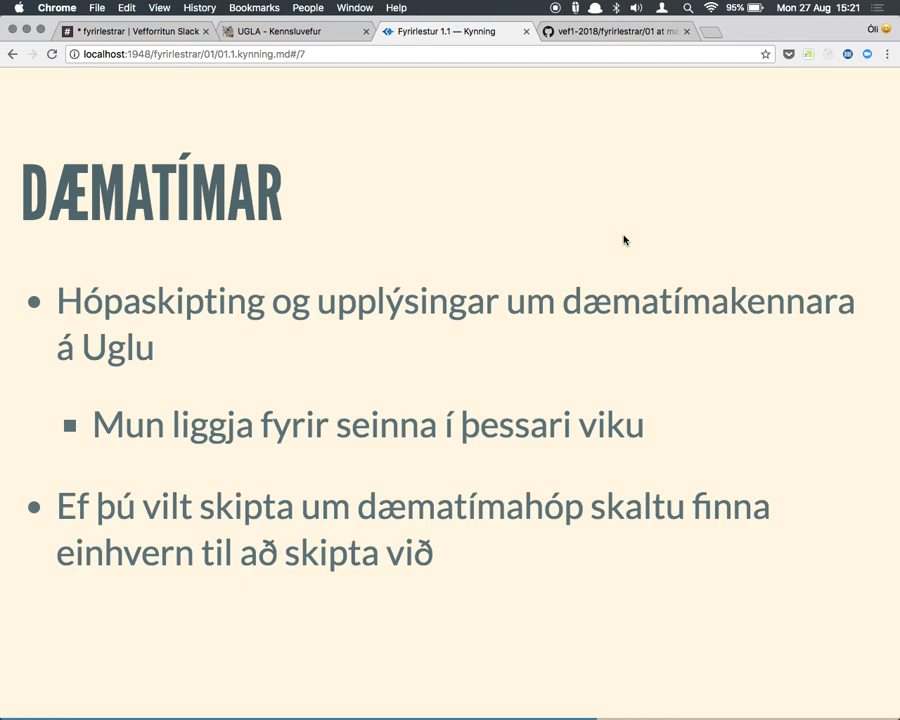 Chrome File Edit View History Bookmarks People Window Help 95% Mon 27 Aug 15:21
* fyrirlestrar | Vefforritun Slack UGLA - Kennsluvefur Fyrirlestur 1.1 — Kynning vef1-2018/fyrirlestrar/01 at ma Óli
localhost:1948/fyrirlestrar/01/01.1.kynning.md#/7
DÆMATÍMAR
Hópaskipting og upplýsingar um dæmatímakennara
á Uglu
Mun liggja fyrir seinna í þessari viku
Ef þú vilt skipta um dæmatímahóp skaltu finna
einhvern til að skipta við